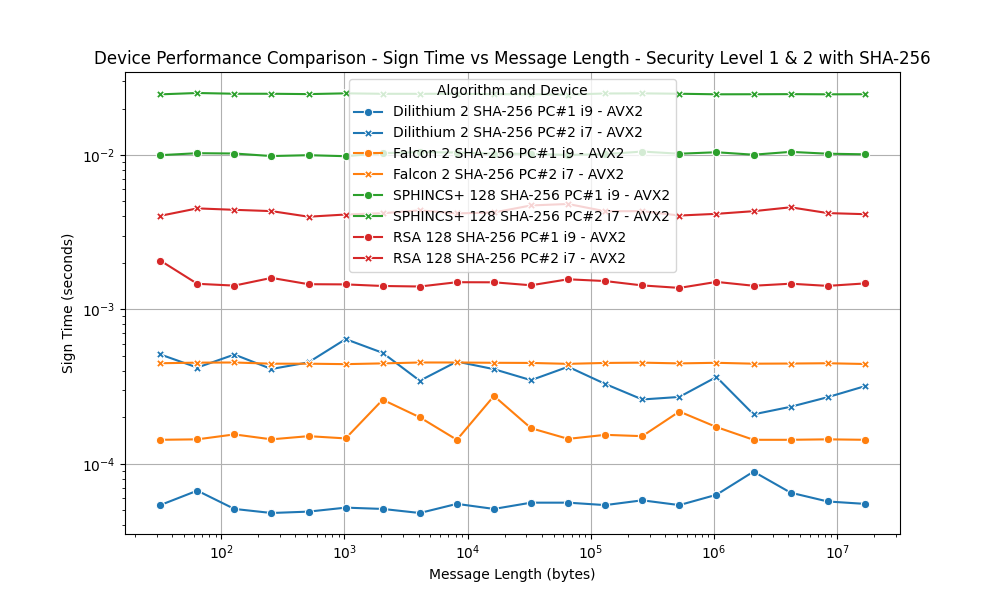 Device Performance Comparison - Sign Time vs Message Length - Security Level 1 & 2 with SHA-256
Algorithm and Device
Dilithium 2 SHA-256 PC#1 i9 - AVX2
Dilithium 2 SHA-256 PC#2 i7 - AVX2
Falcon 2 SHA-256 PC#1 i9 - AVX2
Falcon 2 SHA-256 PC#2 i7 - AVX2
SPHINCS+ 128 SHA-256 PC#1 i9 - AVX2
SPHINCS+ 128 SHA-256 PC#2 i7 - AVX2
RSA 128 SHA-256 PC#1 i9 - AVX2
RSA 128 SHA-256 PC#2 i7 - AVX2
Sign Time (seconds)
10⁻²
10⁻³
10⁻⁴
10² 10³ 10⁴ 10⁵ 10⁶ 10⁷
Message Length (bytes)